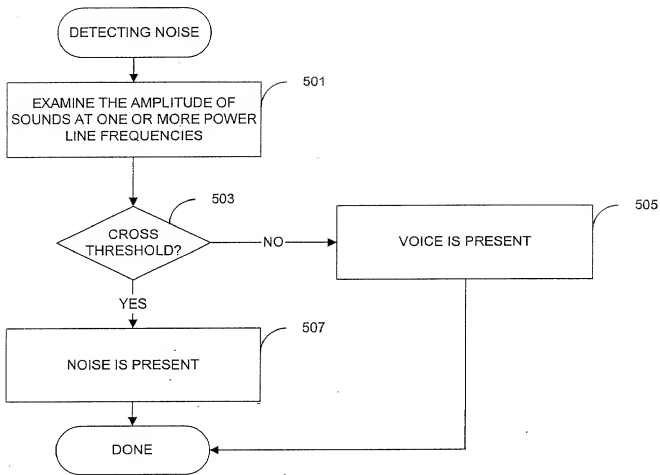 DETECTING NOISE
501
EXAMINE THE AMPLITUDE OF
SOUNDS AT ONE OR MORE POWER
LINE FREQUENCIES
503
CROSS
THRESHOLD?
NO
505
VOICE IS PRESENT
YES
507
NOISE IS PRESENT
DONE